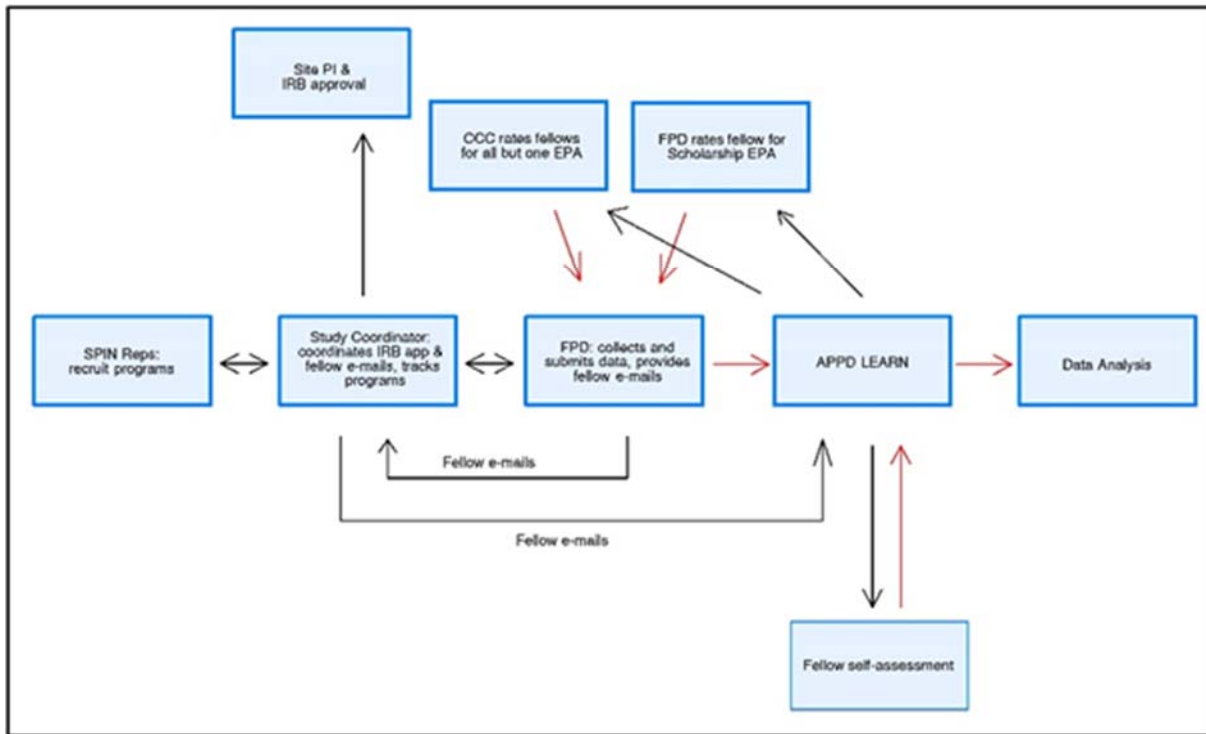 Site PI &
IRB approval
CCC rates fellows
for all but one EPA
FPD rates fellow for
Scholarship EPA
SPIN Reps:
recruit programs
Study Coordinator:
coordinates IRB app &
fellow e-mails, tracks
programs
FPD: collects and
submits data, provides
fellow e-mails
APPD LEARN
Data Analysis
Fellow e-mails
Fellow e-mails
Fellow self-assessment